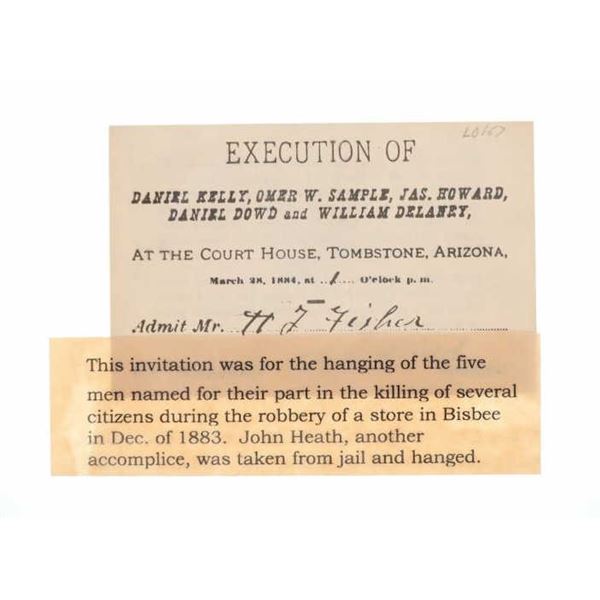 EXECUTION OF
DANIEL KELLY, OMER W. SAMPLE, JAS. HOWARD,
DANIEL DOWD and WILLIAM DELANEY,
AT THE COURT HOUSE, TOMBSTONE, ARIZONA,
March 28, 1884, at ..1.... O'clock p. m.
Admit Mr. H F Fisher
This invitation was for the hanging of the five
men named for their part in the killing of several
citizens during the robbery of a store in Bisbee
in Dec. of 1883. John Heath, another
accomplice, was taken from jail and hanged.